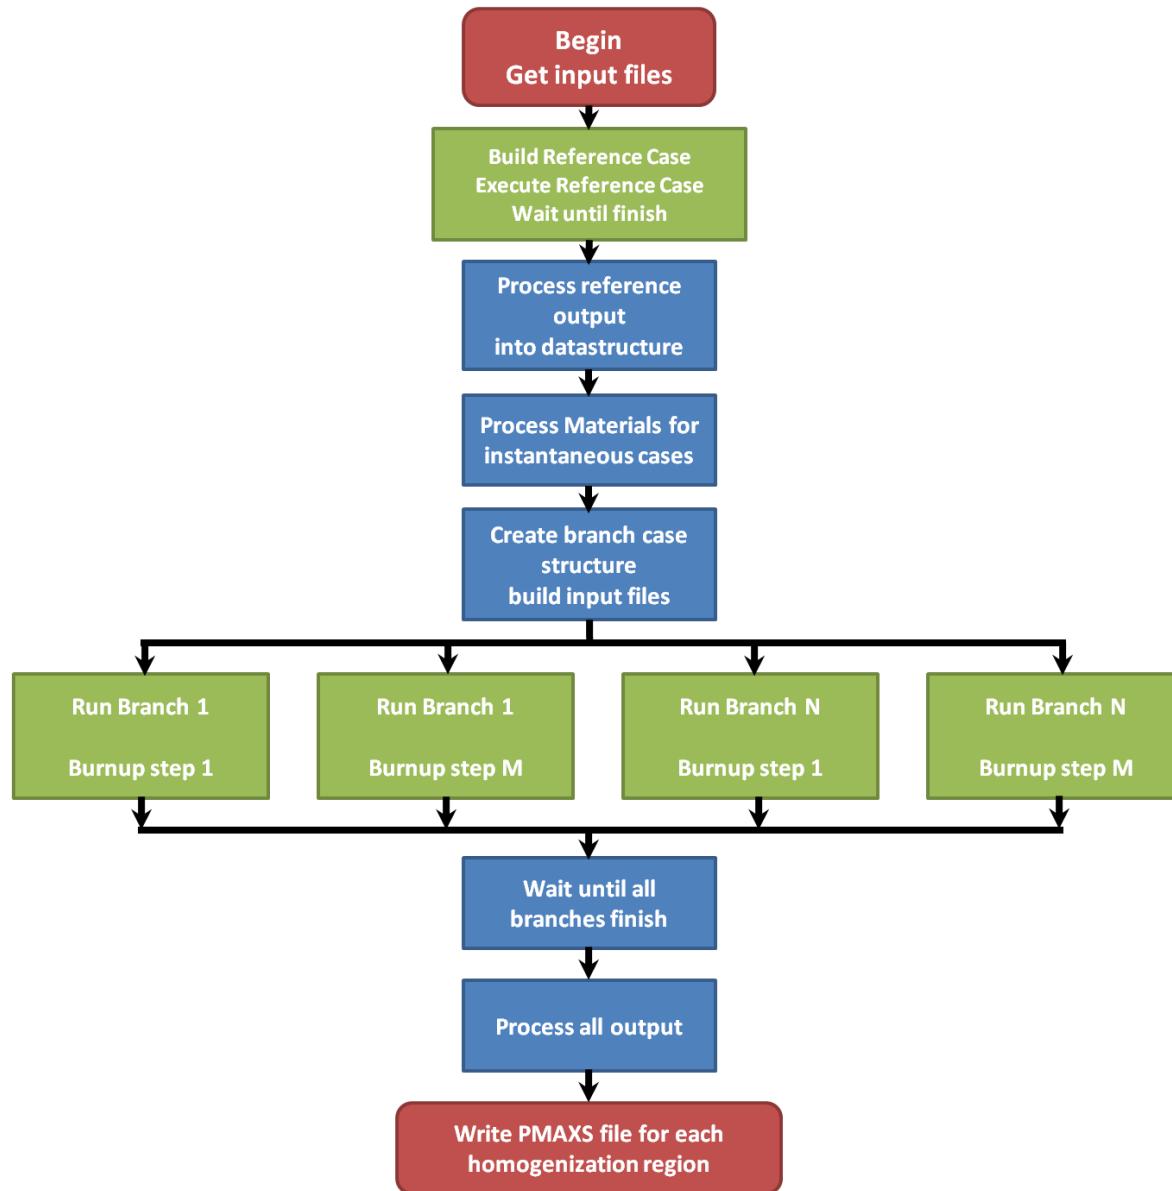 Begin
Get input files
Build Reference Case
Execute Reference Case
Wait until finish
Process reference
output
into datastructure
Process Materials for
instantaneous cases
Create branch case
structure
build input files
Run Branch 1
Burnup step 1
Run Branch 1
Burnup step M
Run Branch N
Burnup step 1
Run Branch N
Burnup step M
Wait until all
branches finish
Process all output
Write PMAXS file for each
homogenization region